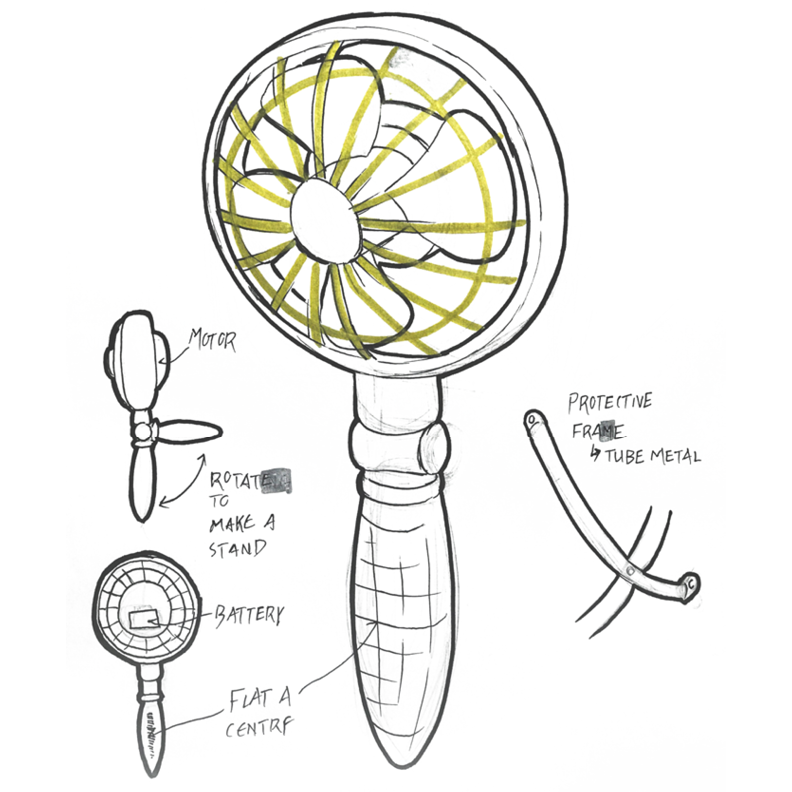 MOTOR
ROTATE
TO
MAKE A
STAND
BATTERY
FLAT A
CENTRE
PROTECTIVE
FRAME
↳ TUBE METAL